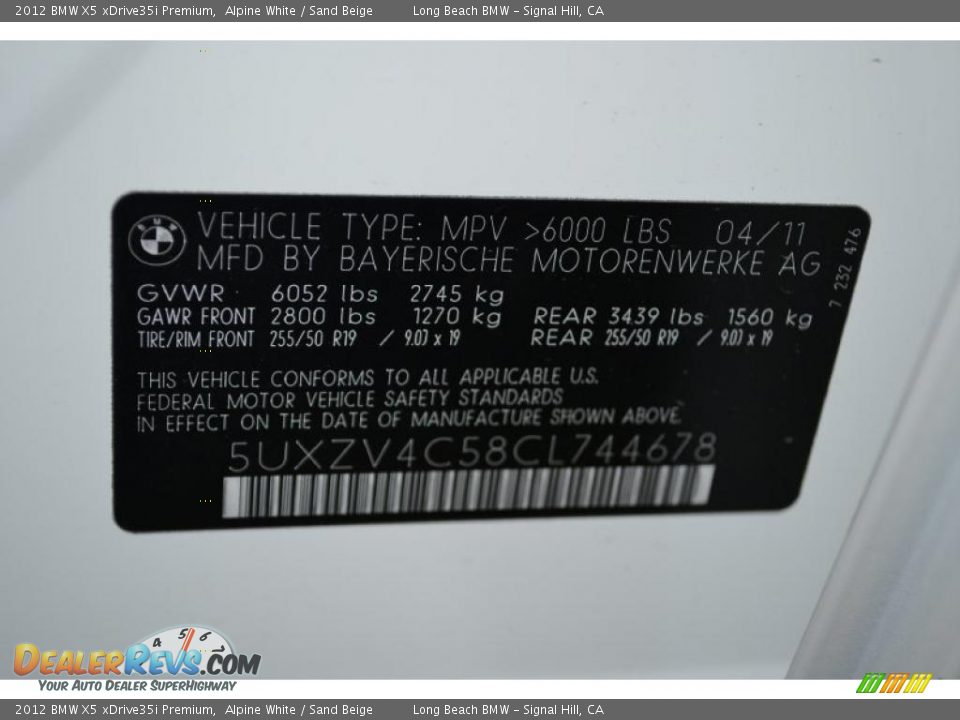 2012 BMW X5 xDrive35i Premium, Alpine White / Sand Beige Long Beach BMW - Signal Hill, CA
BMW
VEHICLE TYPE: MPV >6000 LBS 04/11
MFD BY BAYERISCHE MOTORENWERKE AG
7 232 476
GVWR 6052 lbs 2745 kg
GAWR FRONT 2800 lbs 1270 kg REAR 3439 lbs 1560 kg
TIRE/RIM FRONT 255/50 R19 / 9.0J x 19 REAR 255/50 R19 / 9.0J x 19
THIS VEHICLE CONFORMS TO ALL APPLICABLE U.S.
FEDERAL MOTOR VEHICLE SAFETY STANDARDS
IN EFFECT ON THE DATE OF MANUFACTURE SHOWN ABOVE.
5UXZV4C58CL744678
4 5 6 7
DEALERREVS.COM
YOUR AUTO DEALER SUPERHIGHWAY
2012 BMW X5 xDrive35i Premium, Alpine White / Sand Beige Long Beach BMW - Signal Hill, CA